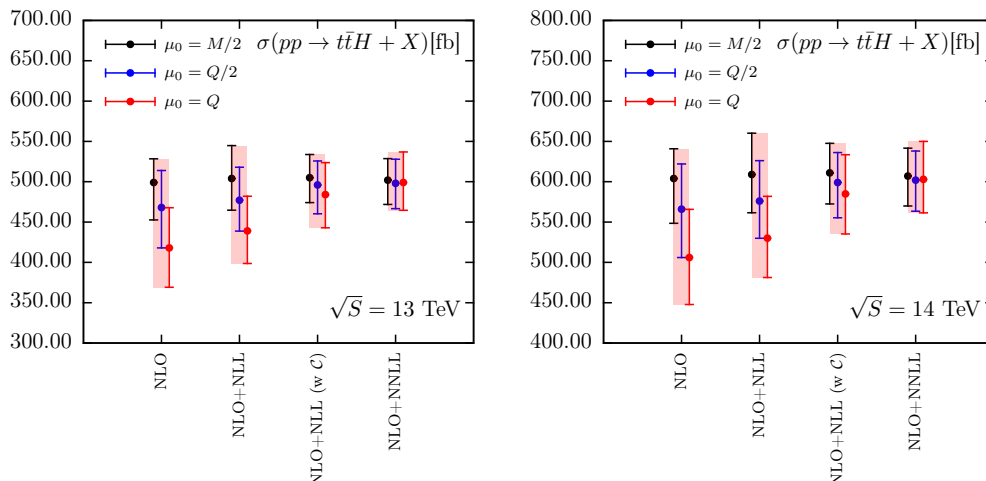 700.00
650.00
600.00
550.00
500.00
450.00
400.00
350.00
300.00
μ₀ = M/2
μ₀ = Q/2
μ₀ = Q
σ(pp → tt̄H + X)[fb]
√S = 13 TeV
NLO
NLO+NLL
NLO+NLL (w 𝒞)
NLO+NNLL
800.00
750.00
700.00
650.00
600.00
550.00
500.00
450.00
400.00
μ₀ = M/2
μ₀ = Q/2
μ₀ = Q
σ(pp → tt̄H + X)[fb]
√S = 14 TeV
NLO
NLO+NLL
NLO+NLL (w 𝒞)
NLO+NNLL